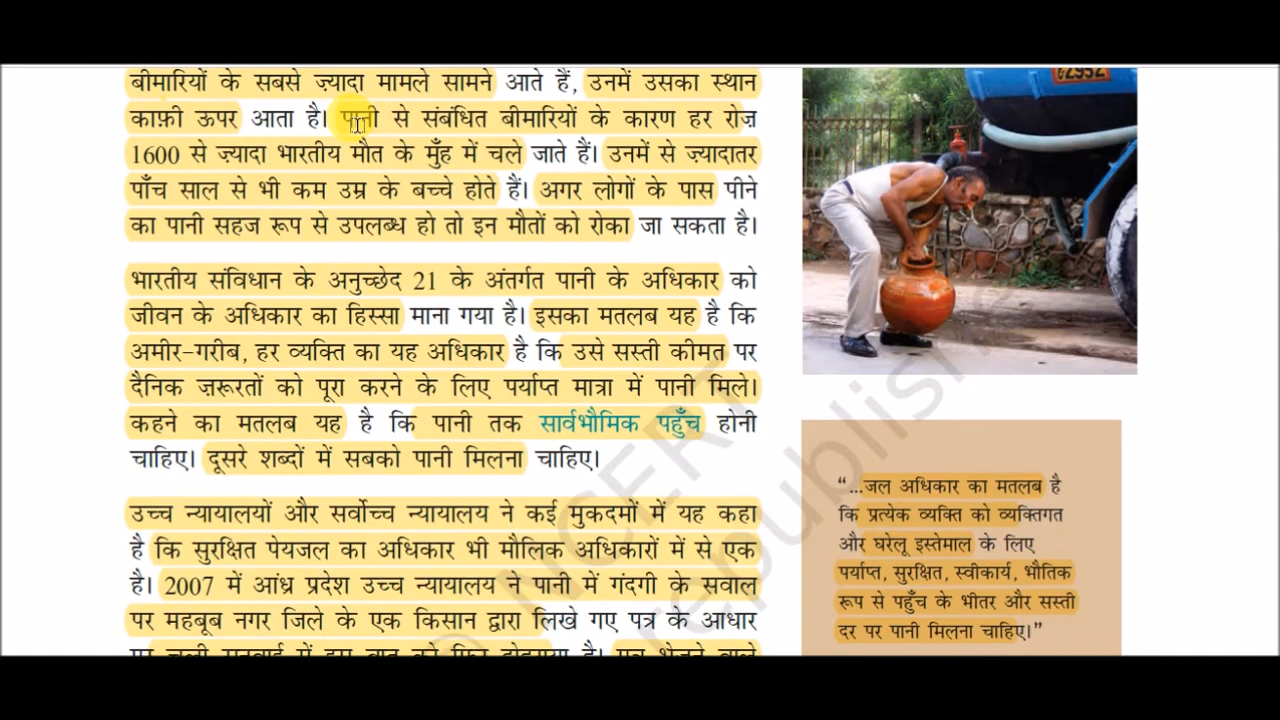 बीमारियों के सबसे ज़्यादा मामले सामने आते हैं, उनमें उसका स्थान
काफ़ी ऊपर आता है। पानी से संबंधित बीमारियों के कारण हर रोज़
1600 से ज़्यादा भारतीय मौत के मुँह में चले जाते हैं। उनमें से ज़्यादातर
पाँच साल से भी कम उम्र के बच्चे होते हैं। अगर लोगों के पास पीने
का पानी सहज रूप से उपलब्ध हो तो इन मौतों को रोका जा सकता है।
भारतीय संविधान के अनुच्छेद 21 के अंतर्गत पानी के अधिकार को
जीवन के अधिकार का हिस्सा माना गया है। इसका मतलब यह है कि
अमीर-गरीब, हर व्यक्ति का यह अधिकार है कि उसे सस्ती कीमत पर
दैनिक ज़रूरतों को पूरा करने के लिए पर्याप्त मात्रा में पानी मिले।
कहने का मतलब यह है कि पानी तक सार्वभौमिक पहुँच होनी
चाहिए। दूसरे शब्दों में सबको पानी मिलना चाहिए।
उच्च न्यायालयों और सर्वोच्च न्यायालय ने कई मुकदमों में यह कहा
है कि सुरक्षित पेयजल का अधिकार भी मौलिक अधिकारों में से एक
है। 2007 में आंध्र प्रदेश उच्च न्यायालय ने पानी में गंदगी के सवाल
पर महबूब नगर जिले के एक किसान द्वारा लिखे गए पत्र के आधार
“...जल अधिकार का मतलब है
कि प्रत्येक व्यक्ति को व्यक्तिगत
और घरेलू इस्तेमाल के लिए
पर्याप्त, सुरक्षित, स्वीकार्य, भौतिक
रूप से पहुँच के भीतर और सस्ती
दर पर पानी मिलना चाहिए।”
© NCERT
republis